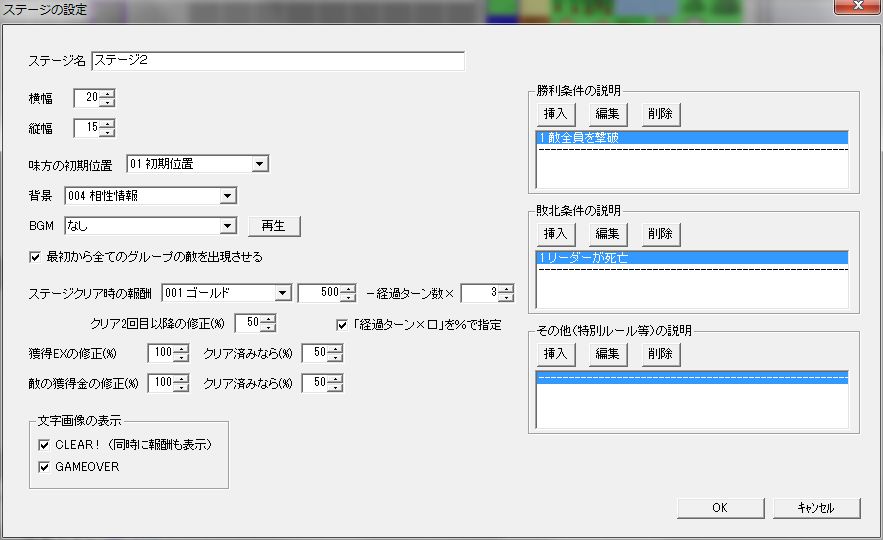 ステージの設定
ステージ名 ステージ2
横幅 20
縦幅 15
味方の初期位置 01 初期位置
背景 004 相性情報
BGM なし 再生
最初から全てのグループの敵を出現させる
ステージクリア時の報酬 001 ゴールド 500 －経過ターン数× 3
クリア2回目以降の修正(%) 50 「経過ターン×□」を%で指定
獲得EXの修正(%) 100 クリア済みなら(%) 50
敵の獲得金の修正(%) 100 クリア済みなら(%) 50
文字画像の表示
CLEAR！（同時に報酬も表示）
GAMEOVER
勝利条件の説明
挿入 編集 削除
1 敵全員を撃破
敗北条件の説明
挿入 編集 削除
1 リーダーが死亡
その他(特別ルール等)の説明
挿入 編集 削除
OK キャンセル